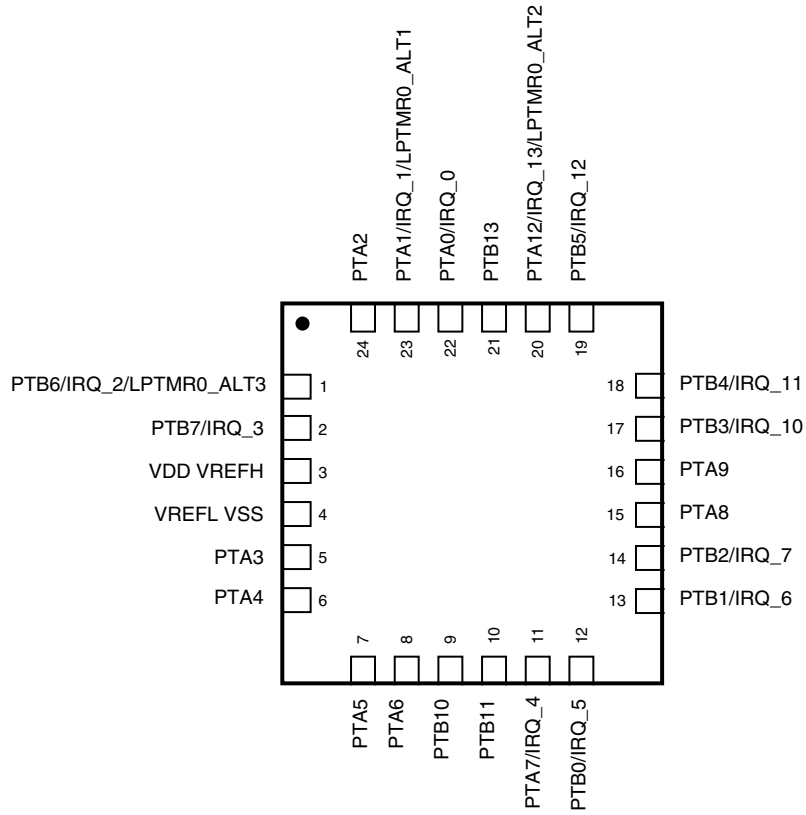 PTA2
PTA1/IRQ_1/LPTMR0_ALT1
PTA0/IRQ_0
PTB13
PTA12/IRQ_13/LPTMR0_ALT2
PTB5/IRQ_12
24
23
22
21
20
19
PTB6/IRQ_2/LPTMR0_ALT3 1
PTB7/IRQ_3 2
VDD VREFH 3
VREFL VSS 4
PTA3 5
PTA4 6
18 PTB4/IRQ_11
17 PTB3/IRQ_10
16 PTA9
15 PTA8
14 PTB2/IRQ_7
13 PTB1/IRQ_6
7
8
9
10
11
12
PTA5
PTA6
PTB10
PTB11
PTA7/IRQ_4
PTB0/IRQ_5